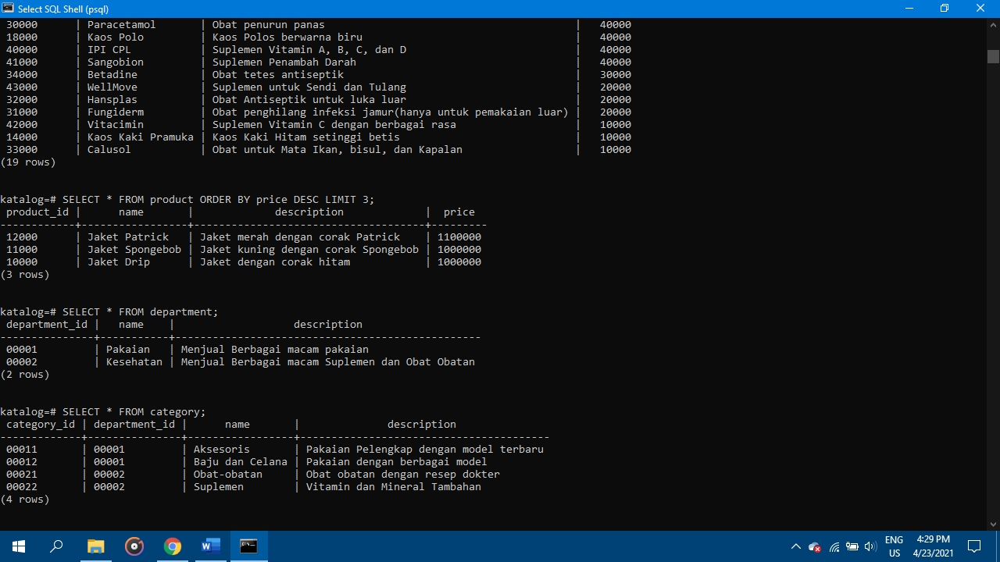 Select SQL Shell (psql)
 30000      | Paracetamol       | Obat penurun panas                                        |   40000
 18000      | Kaos Polo         | Kaos Polos berwarna biru                                  |   40000
 40000      | IPI CPL           | Suplemen Vitamin A, B, C, dan D                           |   40000
 41000      | Sangobion         | Suplemen Penambah Darah                                   |   40000
 34000      | Betadine          | Obat tetes antiseptik                                     |   30000
 43000      | WellMove          | Suplemen untuk Sendi dan Tulang                           |   20000
 32000      | Hansplas          | Obat Antiseptik untuk luka luar                           |   20000
 31000      | Fungiderm         | Obat penghilang infeksi jamur(hanya untuk pemakaian luar) |   20000
 42000      | Vitacimin         | Suplemen Vitamin C dengan berbagai rasa                   |   10000
 14000      | Kaos Kaki Pramuka | Kaos Kaki Hitam setinggi betis                            |   10000
 33000      | Calusol           | Obat untuk Mata Ikan, bisul, dan Kapalan                  |   10000
(19 rows)
katalog=# SELECT * FROM product ORDER BY price DESC LIMIT 3;
 product_id |      name       |             description             |  price
------------+-----------------+-------------------------------------+---------
 12000      | Jaket Patrick   | Jaket merah dengan corak Patrick    | 1100000
 11000      | Jaket Spongebob | Jaket kuning dengan corak Spongebob | 1000000
 10000      | Jaket Drip      | Jaket dengan corak hitam            | 1000000
(3 rows)
katalog=# SELECT * FROM department;
 department_id |   name    |                   description
---------------+-----------+-------------------------------------------------
 00001         | Pakaian   | Menjual Berbagai macam pakaian
 00002         | Kesehatan | Menjual Berbagai macam Suplemen dan Obat Obatan
(2 rows)
katalog=# SELECT * FROM category;
 category_id | department_id |      name       |              description
-------------+---------------+-----------------+----------------------------------------
 00011       | 00001         | Aksesoris       | Pakaian Pelengkap dengan model terbaru
 00012       | 00001         | Baju dan Celana | Pakaian dengan berbagai model
 00021       | 00002         | Obat-obatan     | Obat obatan dengan resep dokter
 00022       | 00002         | Suplemen        | Vitamin dan Mineral Tambahan
(4 rows)
ENG 4:29 PM
US 4/23/2021